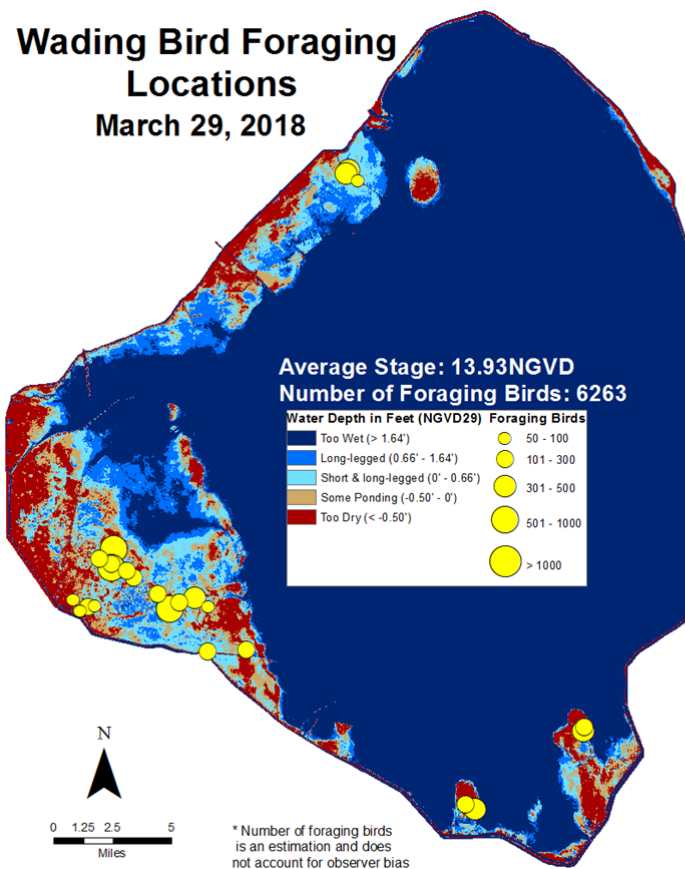 Wading Bird Foraging
Locations
March 29, 2018
Average Stage: 13.93NGVD
Number of Foraging Birds: 6263
Water Depth in Feet (NGVD29)
Too Wet (> 1.64')
Long-legged (0.66' - 1.64')
Short & long-legged (0' - 0.66')
Some Ponding (-0.50' - 0')
Too Dry (< -0.50')
Foraging Birds
50 - 100
101 - 300
301 - 500
501 - 1000
> 1000
N
0 1.25 2.5 5
Miles
* Number of foraging birds
is an estimation and does
not account for observer bias